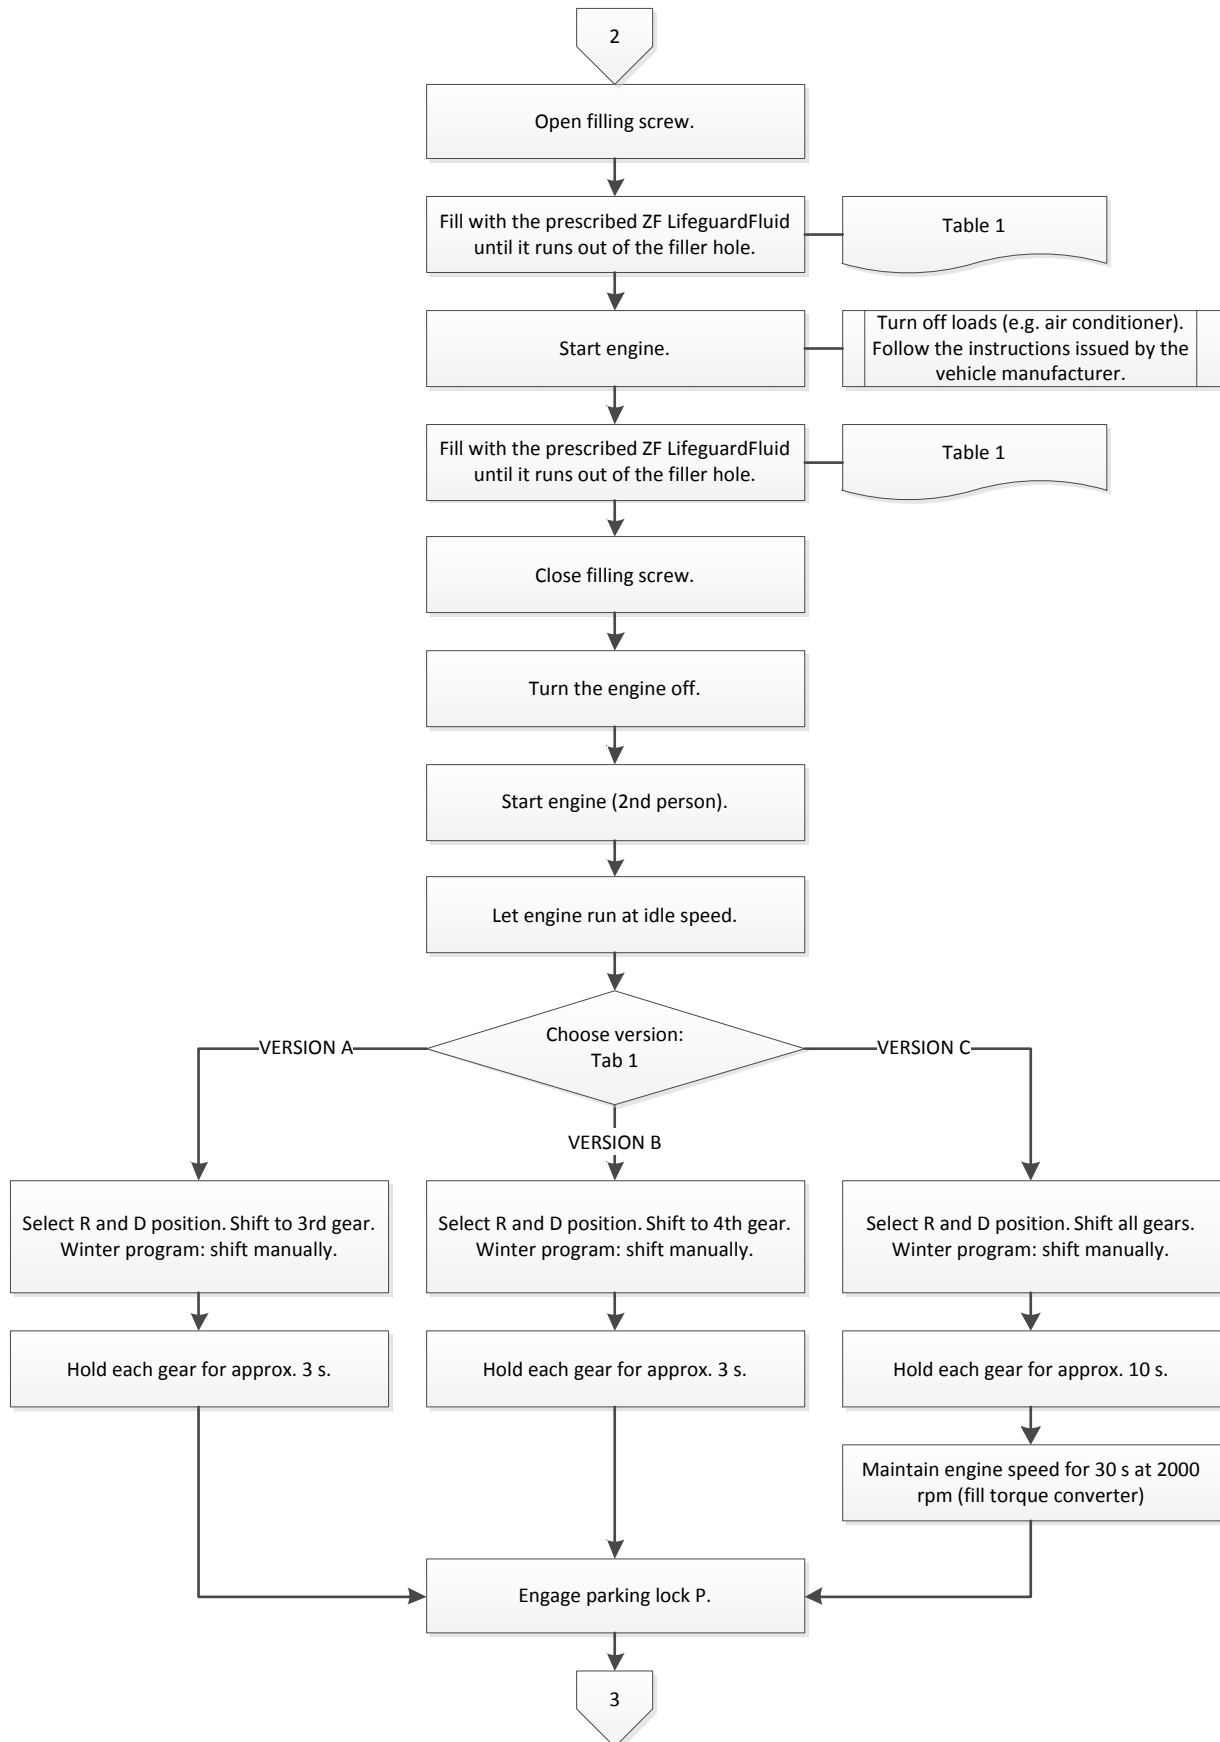 2
Open filling screw.
Fill with the prescribed ZF LifeguardFluid
until it runs out of the filler hole.
Table 1
Start engine.
Turn off loads (e.g. air conditioner).
Follow the instructions issued by the
vehicle manufacturer.
Fill with the prescribed ZF LifeguardFluid
until it runs out of the filler hole.
Table 1
Close filling screw.
Turn the engine off.
Start engine (2nd person).
Let engine run at idle speed.
Choose version:
Tab 1
VERSION A
VERSION C
VERSION B
Select R and D position. Shift to 3rd gear.
Winter program: shift manually.
Select R and D position. Shift to 4th gear.
Winter program: shift manually.
Select R and D position. Shift all gears.
Winter program: shift manually.
Hold each gear for approx. 3 s.
Hold each gear for approx. 3 s.
Hold each gear for approx. 10 s.
Maintain engine speed for 30 s at 2000
rpm (fill torque converter)
Engage parking lock P.
3